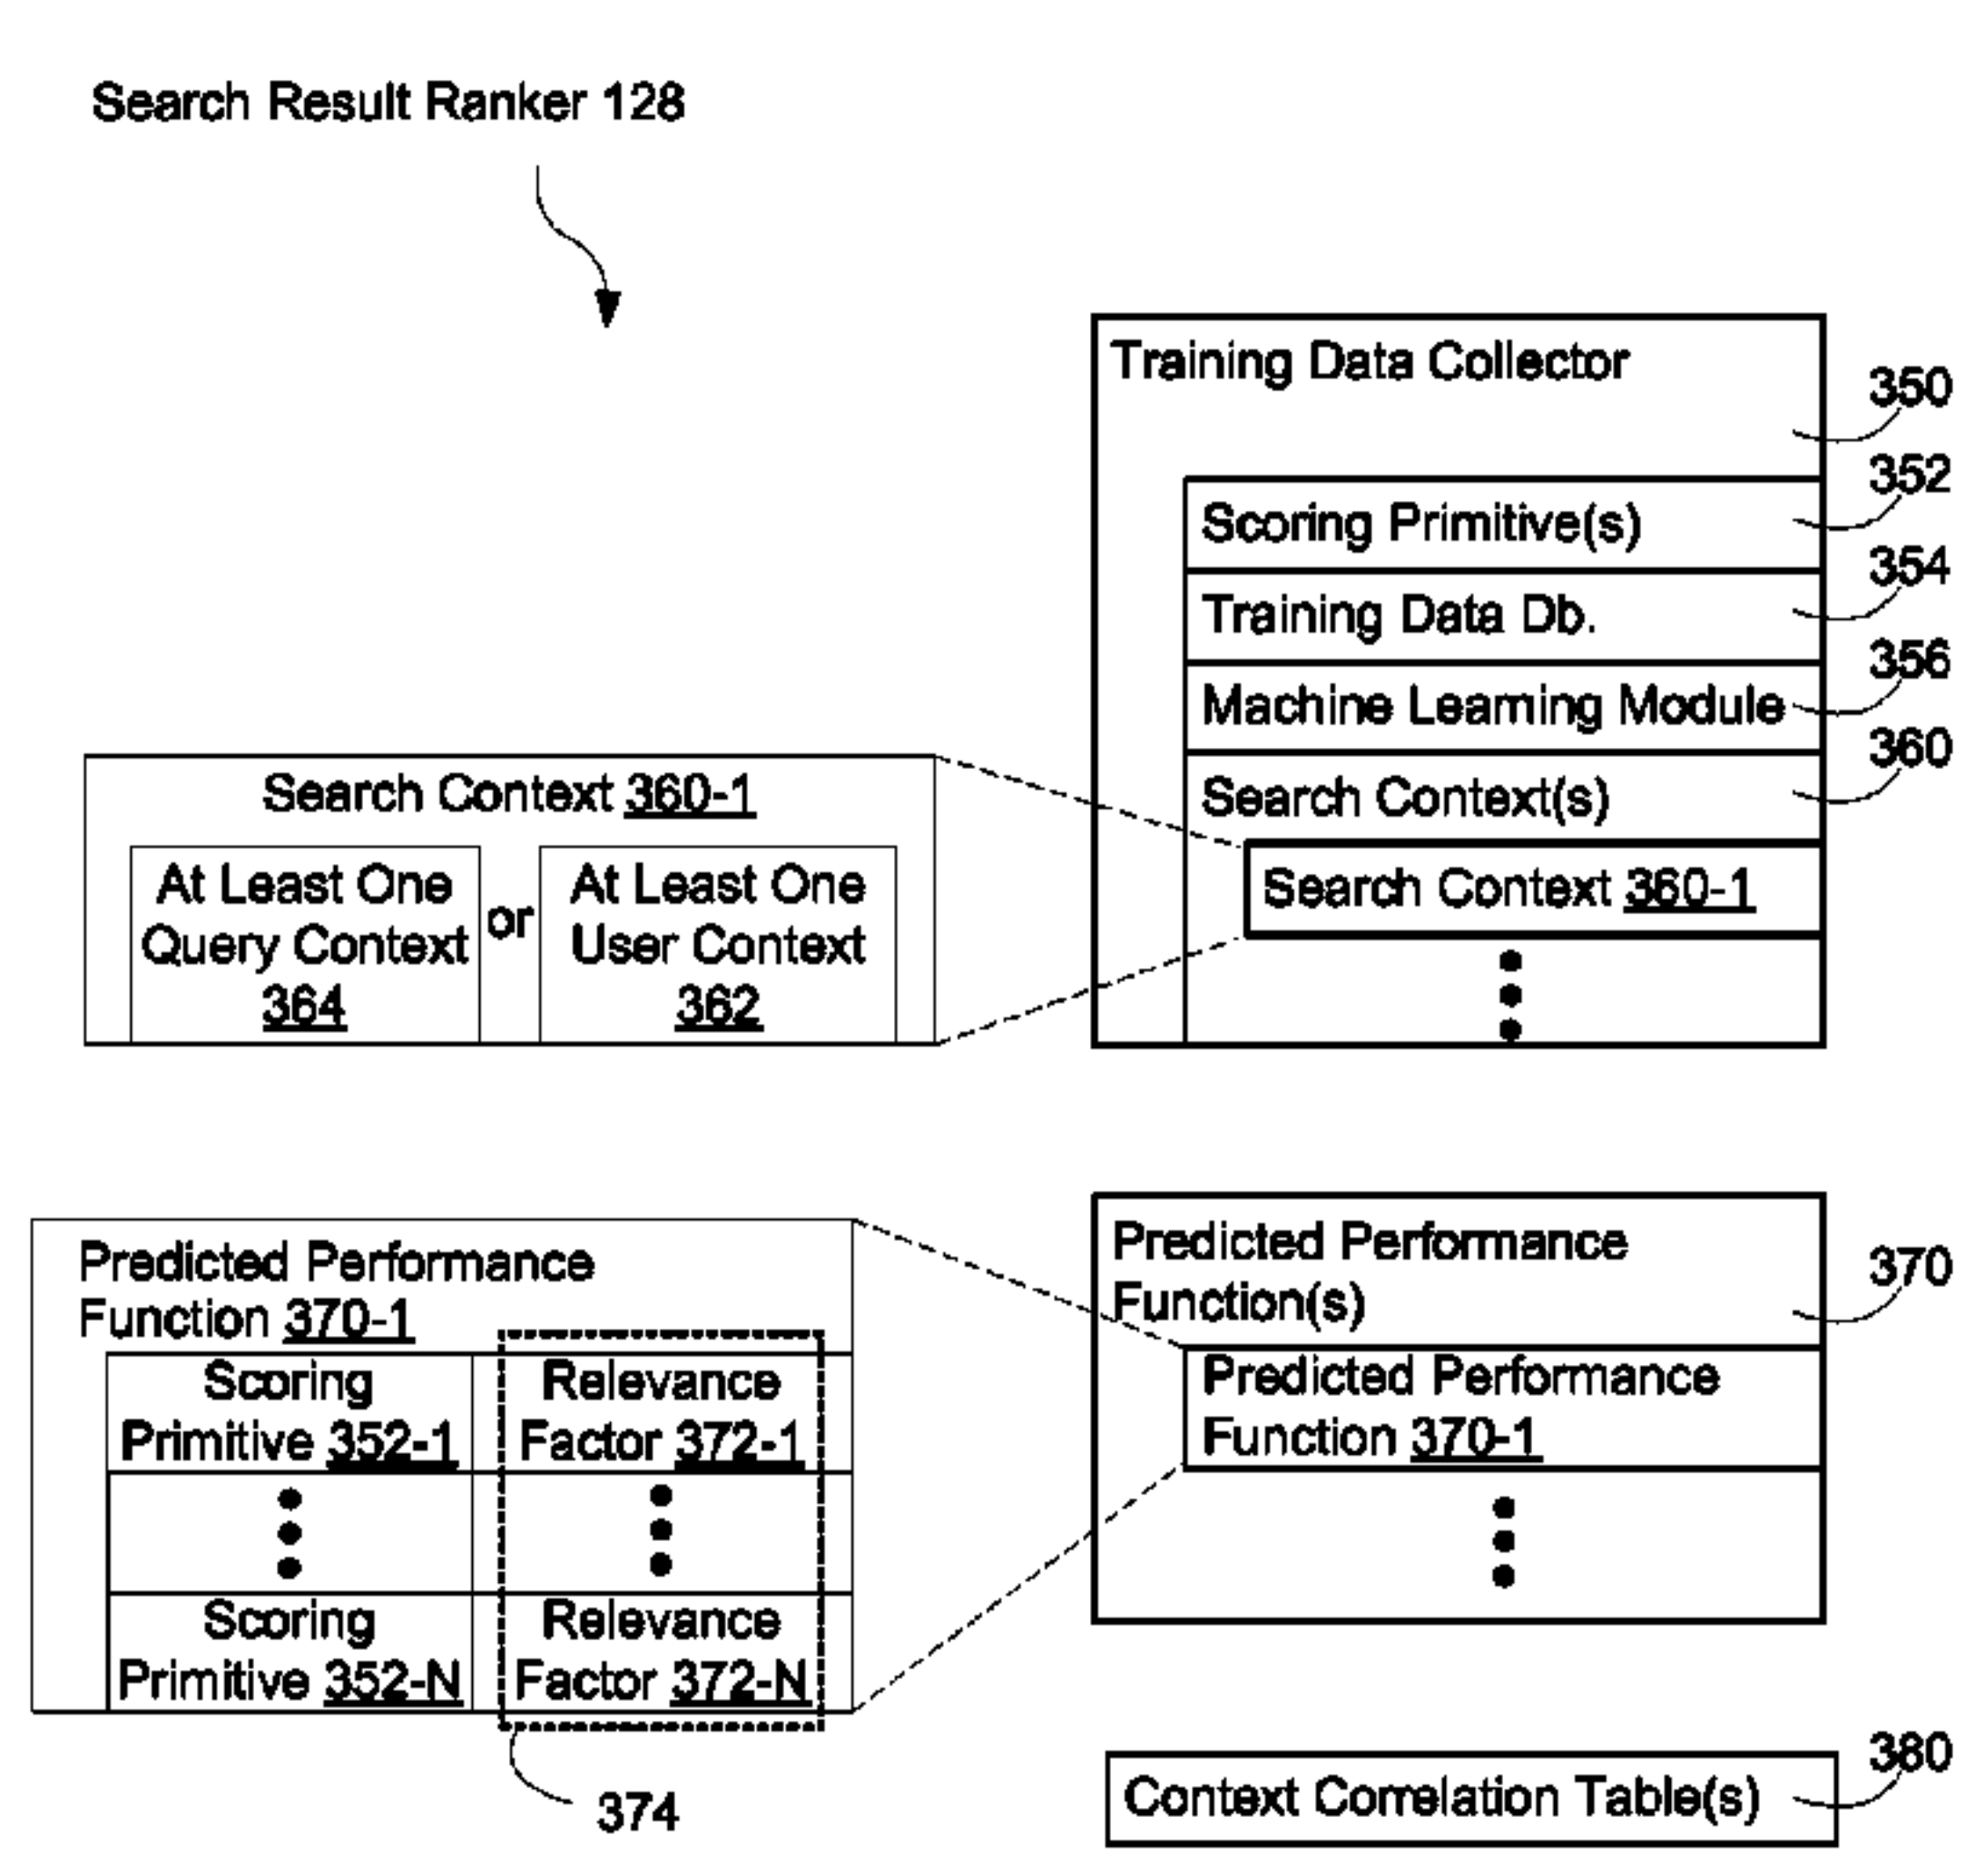 Search Result Ranker 128
Training Data Collector
350
Scoring Primitive(s)
352
Training Data Db.
354
Machine Learning Module
356
Search Context(s)
360
Search Context 360-1
Search Context 360-1
At Least One
Query Context
364
or
At Least One
User Context
362
Predicted Performance
Function(s)
370
Predicted Performance
Function 370-1
Predicted Performance
Function 370-1
Scoring
Primitive 352-1
Relevance
Factor 372-1
Scoring
Primitive 352-N
Relevance
Factor 372-N
374
Context Correlation Table(s)
380